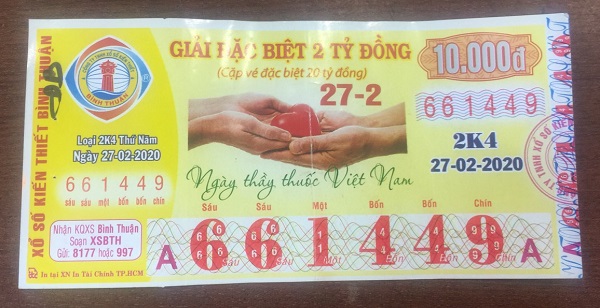 XỔ SỐ KIẾN THIẾT BÌNH THUẬN
BÌNH THUẬN
GIẢI ĐẶC BIỆT 2 TỶ ĐỒNG
(Cặp vé đặc biệt 20 tỷ đồng)
10.000đ
27-2
661449
Loại 2K4 Thứ Năm
Ngày 27-02-2020
2K4
27-02-2020
661449
sáu sáu một bốn bốn chín
Ngày thầy thuốc Việt Nam
Nhận KQXS Bình Thuận
Soạn XSBTH
Gửi 8177 hoặc 997
Sáu Sáu Một Bốn Bốn Chín
A 661449 A
In tại XN In Tài Chính TP.HCM